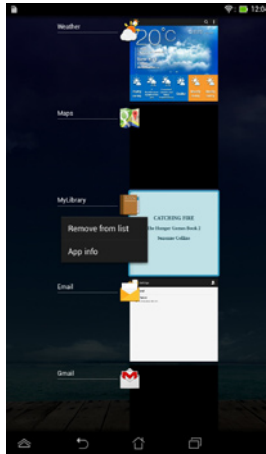 12:04
Weather
20°C
Maps
MyLibrary
CATCHING FIRE
The Hunger Games Book 2
Suzanne Collins
Remove from list
App info
Email
Gmail